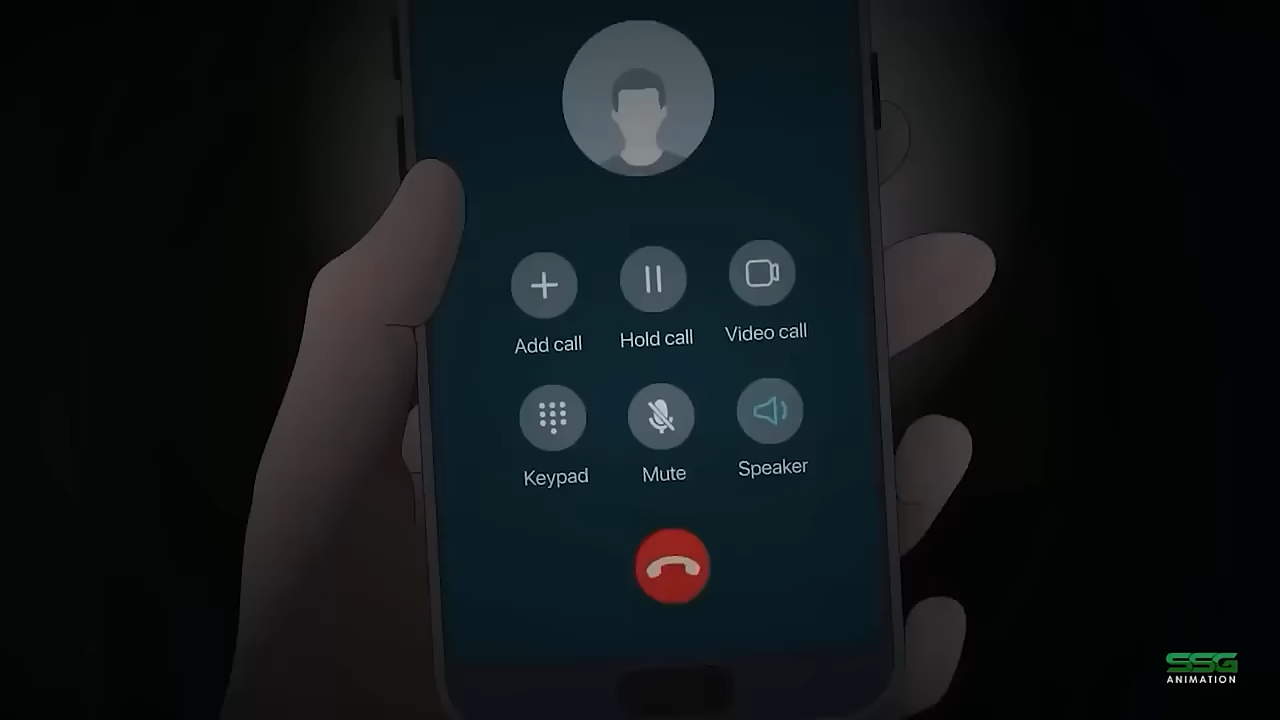 Add call
Hold call
Video call
Keypad
Mute
Speaker
SSG
ANIMATION